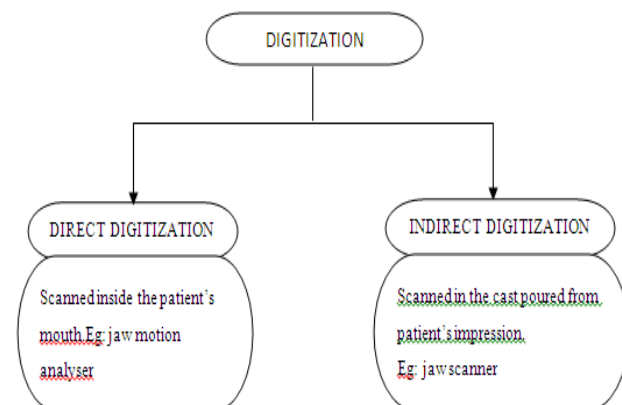 DIGITIZATION
DIRECT DIGITIZATION
Scanned inside the patient's
mouth.Eg: jaw motion
analyser
INDIRECT DIGITIZATION
Scanned in the cast poured from
patient's impression.
Eg: jaw scanner